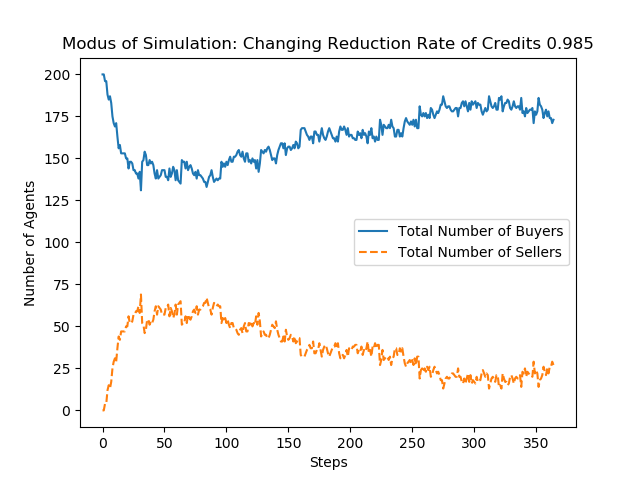 Modus of Simulation: Changing Reduction Rate of Credits 0.985
Number of Agents
200
175
150
125
100
75
50
25
0
Total Number of Buyers
Total Number of Sellers
0 50 100 150 200 250 300 350
Steps